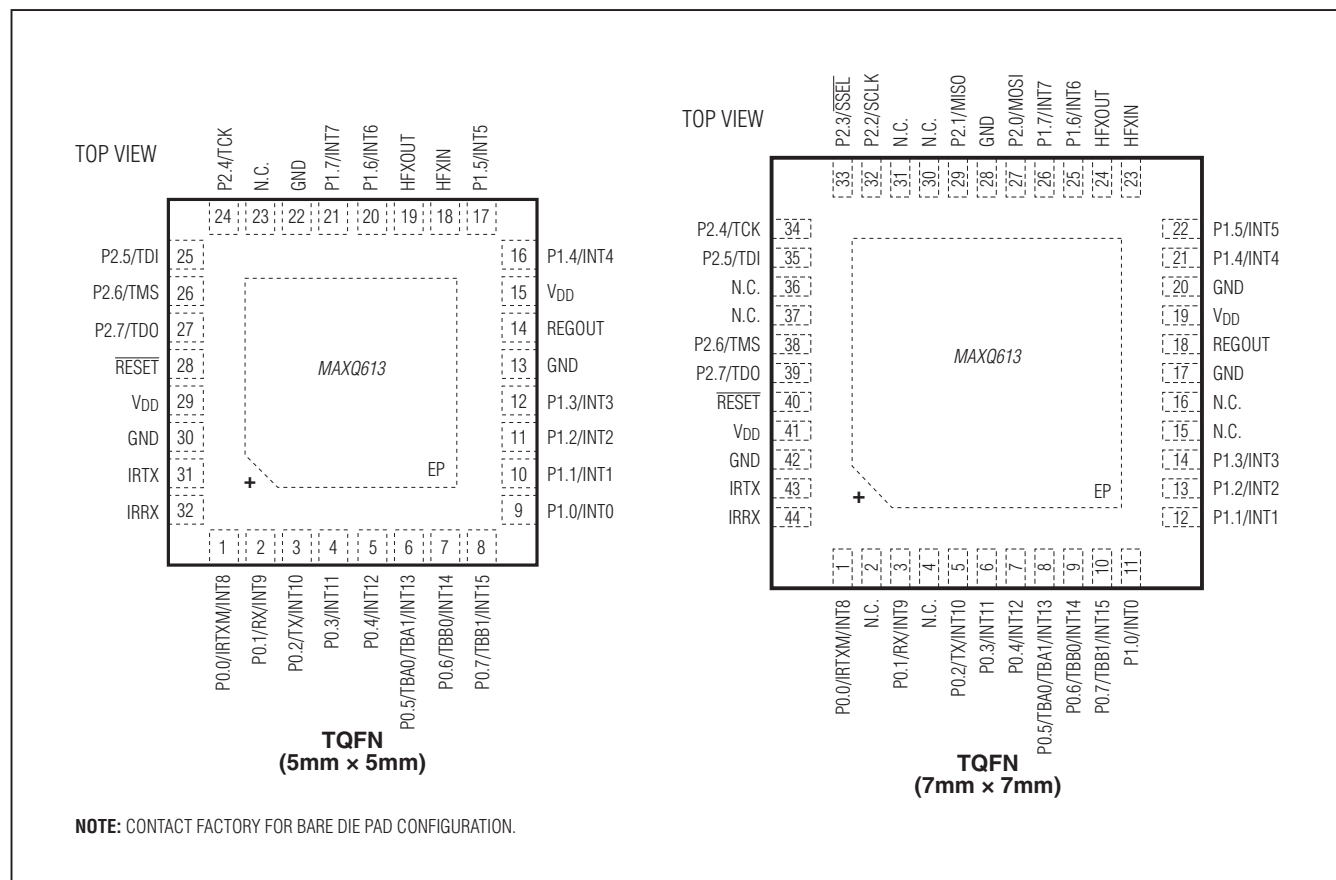 TOP VIEW
P2.4/TCK
N.C.
GND
P1.7/INT7
P1.6/INT6
HFXOUT
HFXIN
P1.5/INT5
24 23 22 21 20 19 18 17
P2.5/TDI 25
P2.6/TMS 26
P2.7/TDO 27
RESET 28
VDD 29
GND 30
IRTX 31
IRRX 32
16 P1.4/INT4
15 VDD
14 REGOUT
13 GND
12 P1.3/INT3
11 P1.2/INT2
10 P1.1/INT1
9 P1.0/INT0
MAXQ613
EP
+
1 2 3 4 5 6 7 8
P0.0/IRTXM/INT8
P0.1/RX/INT9
P0.2/TX/INT10
P0.3/INT11
P0.4/INT12
P0.5/TBA0/TBA1/INT13
P0.6/TBB0/INT14
P0.7/TBB1/INT15
TQFN
(5mm × 5mm)
TOP VIEW
P2.3/SSEL
P2.2/SCLK
N.C.
N.C.
P2.1/MISO
GND
P2.0/MOSI
P1.7/INT7
P1.6/INT6
HFXOUT
HFXIN
33 32 31 30 29 28 27 26 25 24 23
P2.4/TCK 34
P2.5/TDI 35
N.C. 36
N.C. 37
P2.6/TMS 38
P2.7/TDO 39
RESET 40
VDD 41
GND 42
IRTX 43
IRRX 44
22 P1.5/INT5
21 P1.4/INT4
20 GND
19 VDD
18 REGOUT
17 GND
16 N.C.
15 N.C.
14 P1.3/INT3
13 P1.2/INT2
12 P1.1/INT1
MAXQ613
EP
+
1 2 3 4 5 6 7 8 9 10 11
P0.0/IRTXM/INT8
N.C.
P0.1/RX/INT9
N.C.
P0.2/TX/INT10
P0.3/INT11
P0.4/INT12
P0.5/TBA0/TBA1/INT13
P0.6/TBB0/INT14
P0.7/TBB1/INT15
P1.0/INT0
TQFN
(7mm × 7mm)
NOTE: CONTACT FACTORY FOR BARE DIE PAD CONFIGURATION.